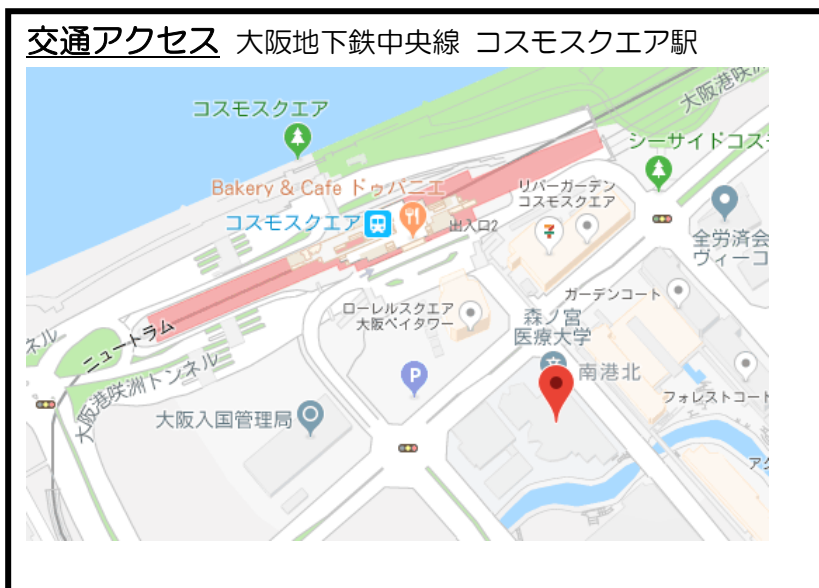 交通アクセス 大阪地下鉄中央線 コスモスクエア駅
大阪港咲
コスモスクエア
シーサイドコス
Bakery & Cafe ドゥパニエ
リバーガーデン
コスモスクエア
コスモスクエア
出入口2
全労済会
ヴィーコ
ガーデンコート
ローレルスクエア
大阪ベイタワー
森ノ宮
医療大学
ニュートラム
ネル
P
南港北
大阪港咲洲トンネル
フォレストコート
大阪入国管理局